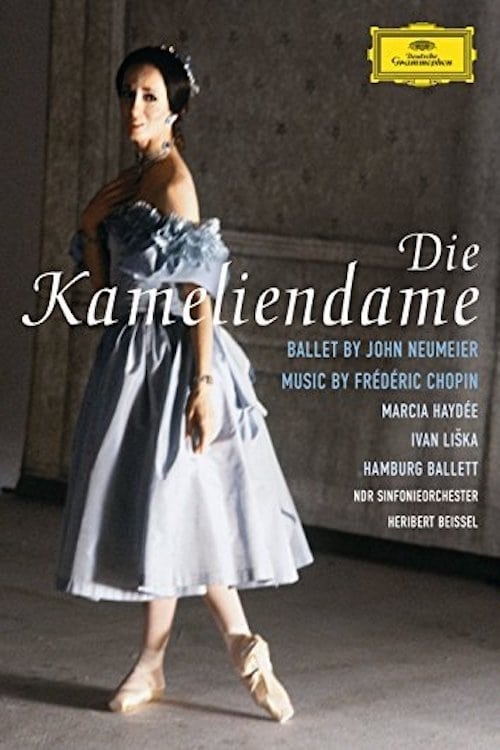 Deutsche
Grammophon
Die
Kameliendame
BALLET BY JOHN NEUMEIER
MUSIC BY FRÉDÉRIC CHOPIN
MARCIA HAYDÉE
IVAN LIŠKA
HAMBURG BALLETT
NDR SINFONIEORCHESTER
HERIBERT BEISSEL